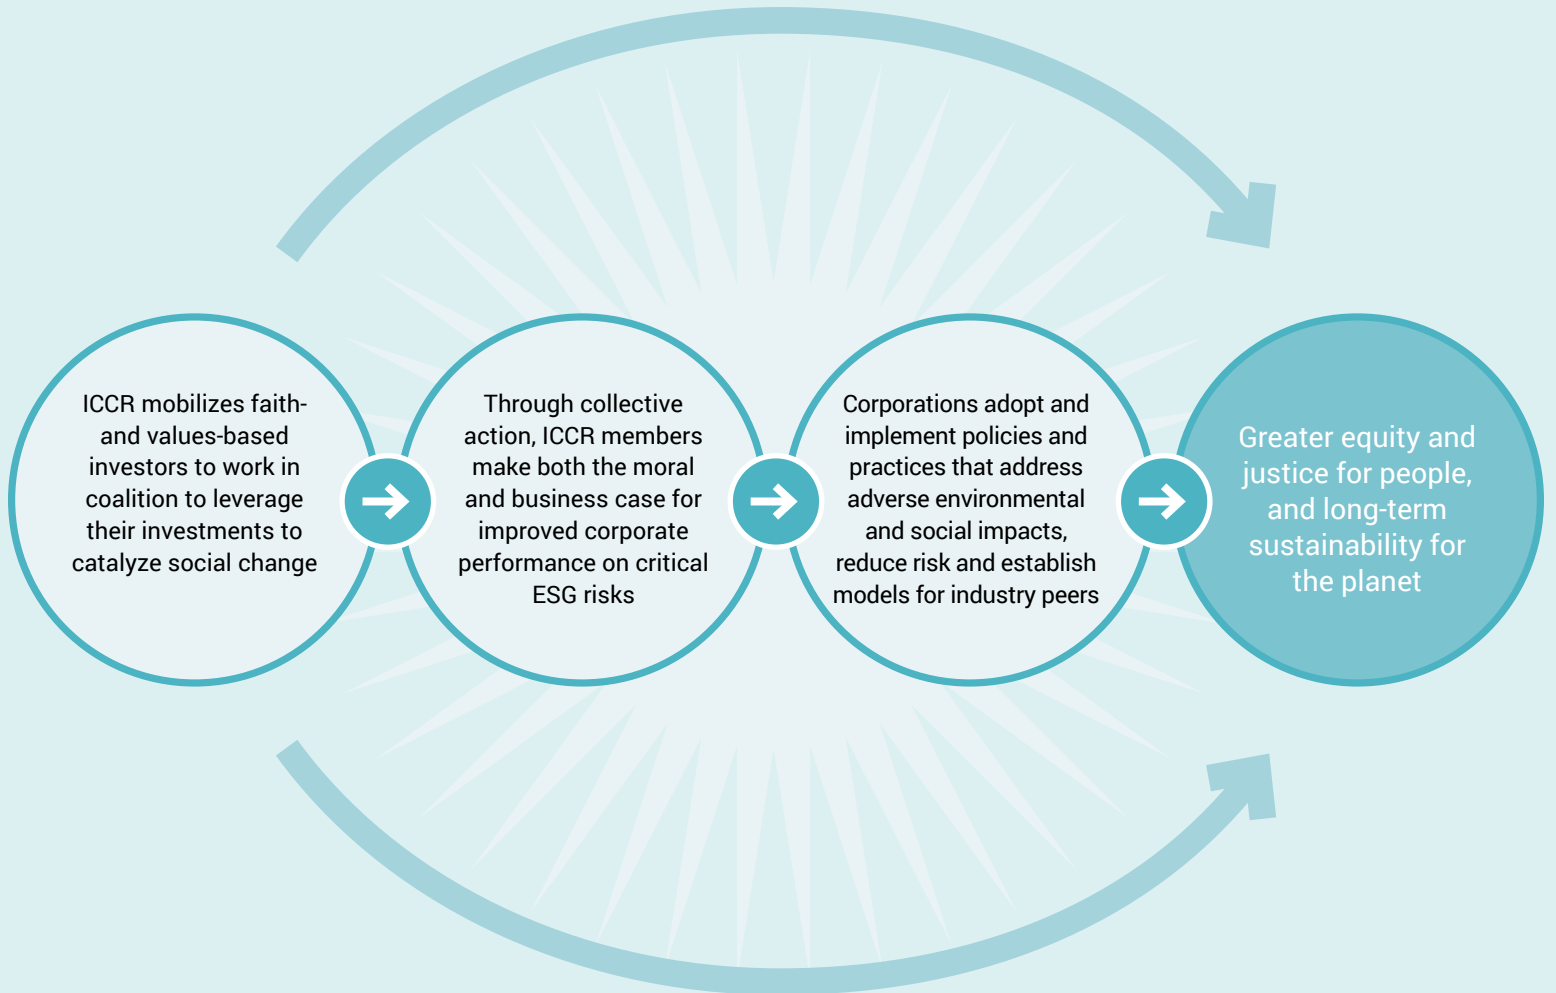 ICCR mobilizes faith-
and values-based
investors to work in
coalition to leverage
their investments to
catalyze social change
Through collective
action, ICCR members
make both the moral
and business case for
improved corporate
performance on critical
ESG risks
Corporations adopt and
implement policies and
practices that address
adverse environmental
and social impacts,
reduce risk and establish
models for industry peers
Greater equity and
justice for people,
and long-term
sustainability for
the planet